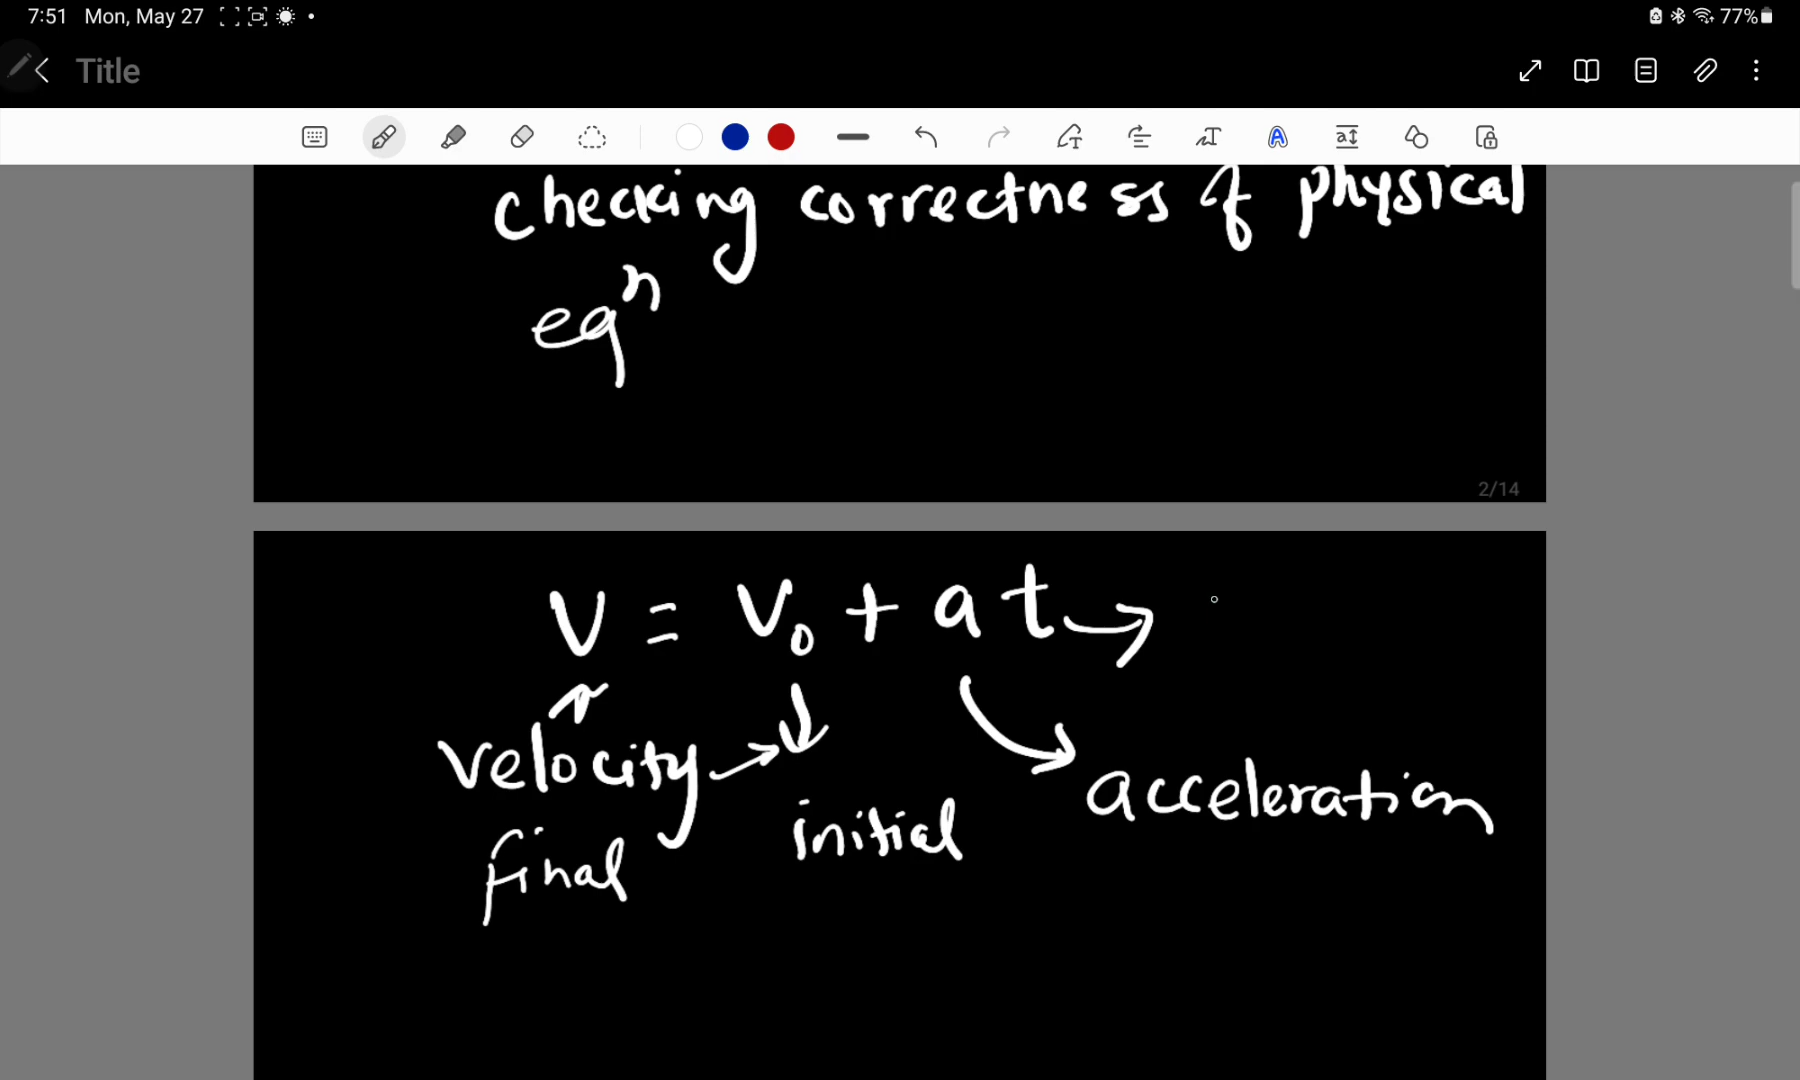 7:51 Mon, May 27 77%
Title
checking correctness of physical
eqⁿ
2/14
V = V₀ + a t →
velocity →
initial
acceleration
final